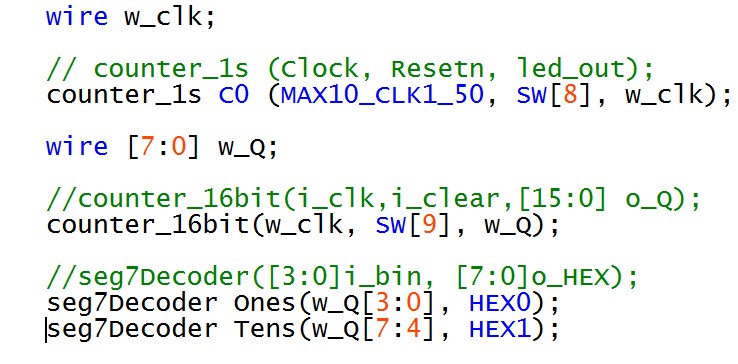 wire w_clk;
// counter_1s (Clock, Resetn, led_out);
counter_1s C0 (MAX10_CLK1_50, SW[8], w_clk);
wire [7:0] w_Q;
//counter_16bit(i_clk,i_clear,[15:0] o_Q);
counter_16bit(w_clk, SW[9], w_Q);
//seg7Decoder([3:0]i_bin, [7:0]o_HEX);
seg7Decoder Ones(w_Q[3:0], HEX0);
seg7Decoder Tens(w_Q[7:4], HEX1);